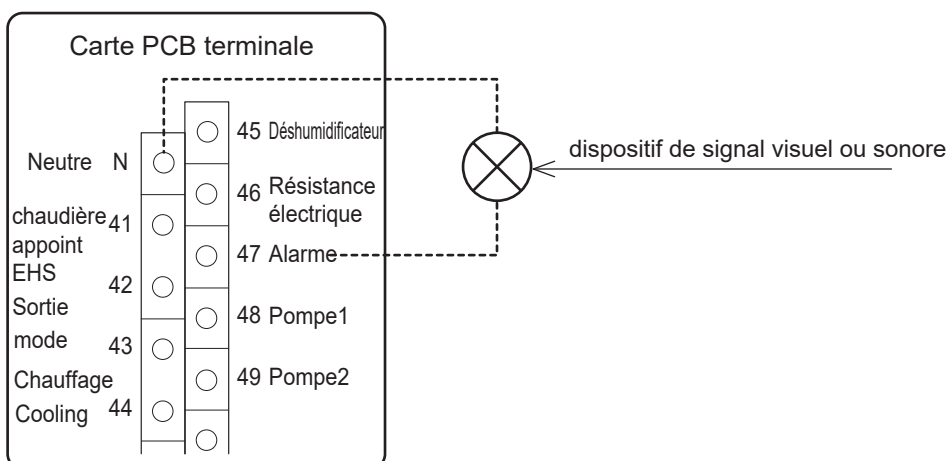 Carte PCB terminale
45 Déshumidificateur
dispositif de signal visuel ou sonore
Neutre N
46 Résistance
électrique
chaudière 41
appoint
47 Alarme
EHS
42
Sortie
48 Pompe1
mode
43
Chauffage
49 Pompe2
Cooling 44